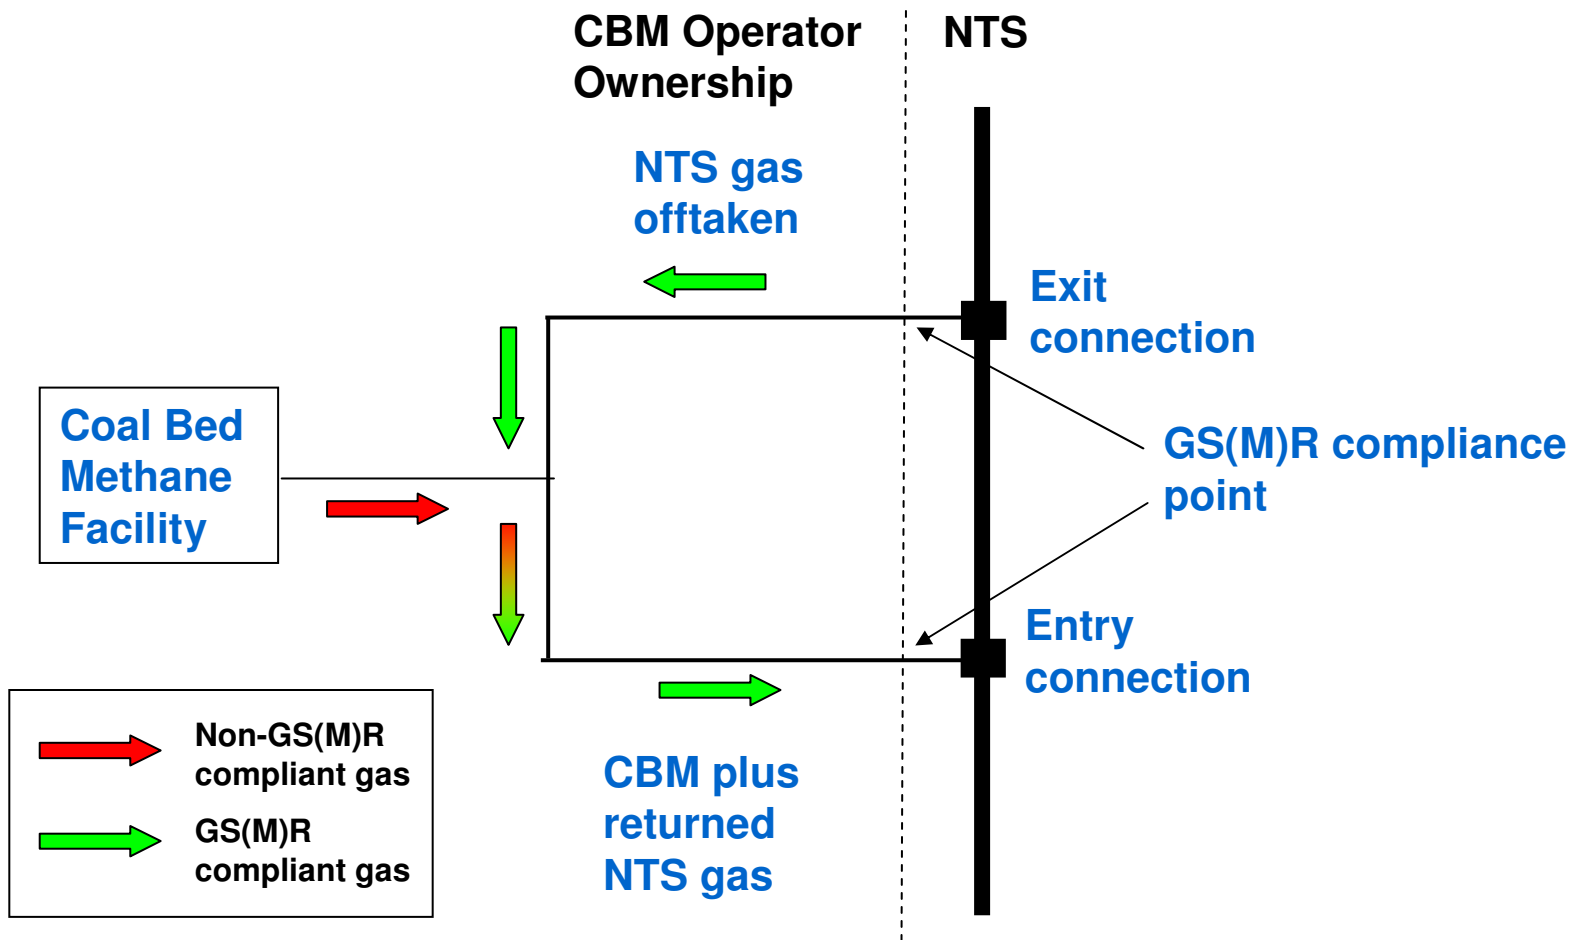 CBM Operator
Ownership
NTS
NTS gas
offtaken
Exit
connection
Coal Bed
Methane
Facility
GS(M)R compliance
point
Entry
connection
Non-GS(M)R
compliant gas
GS(M)R
compliant gas
CBM plus
returned
NTS gas